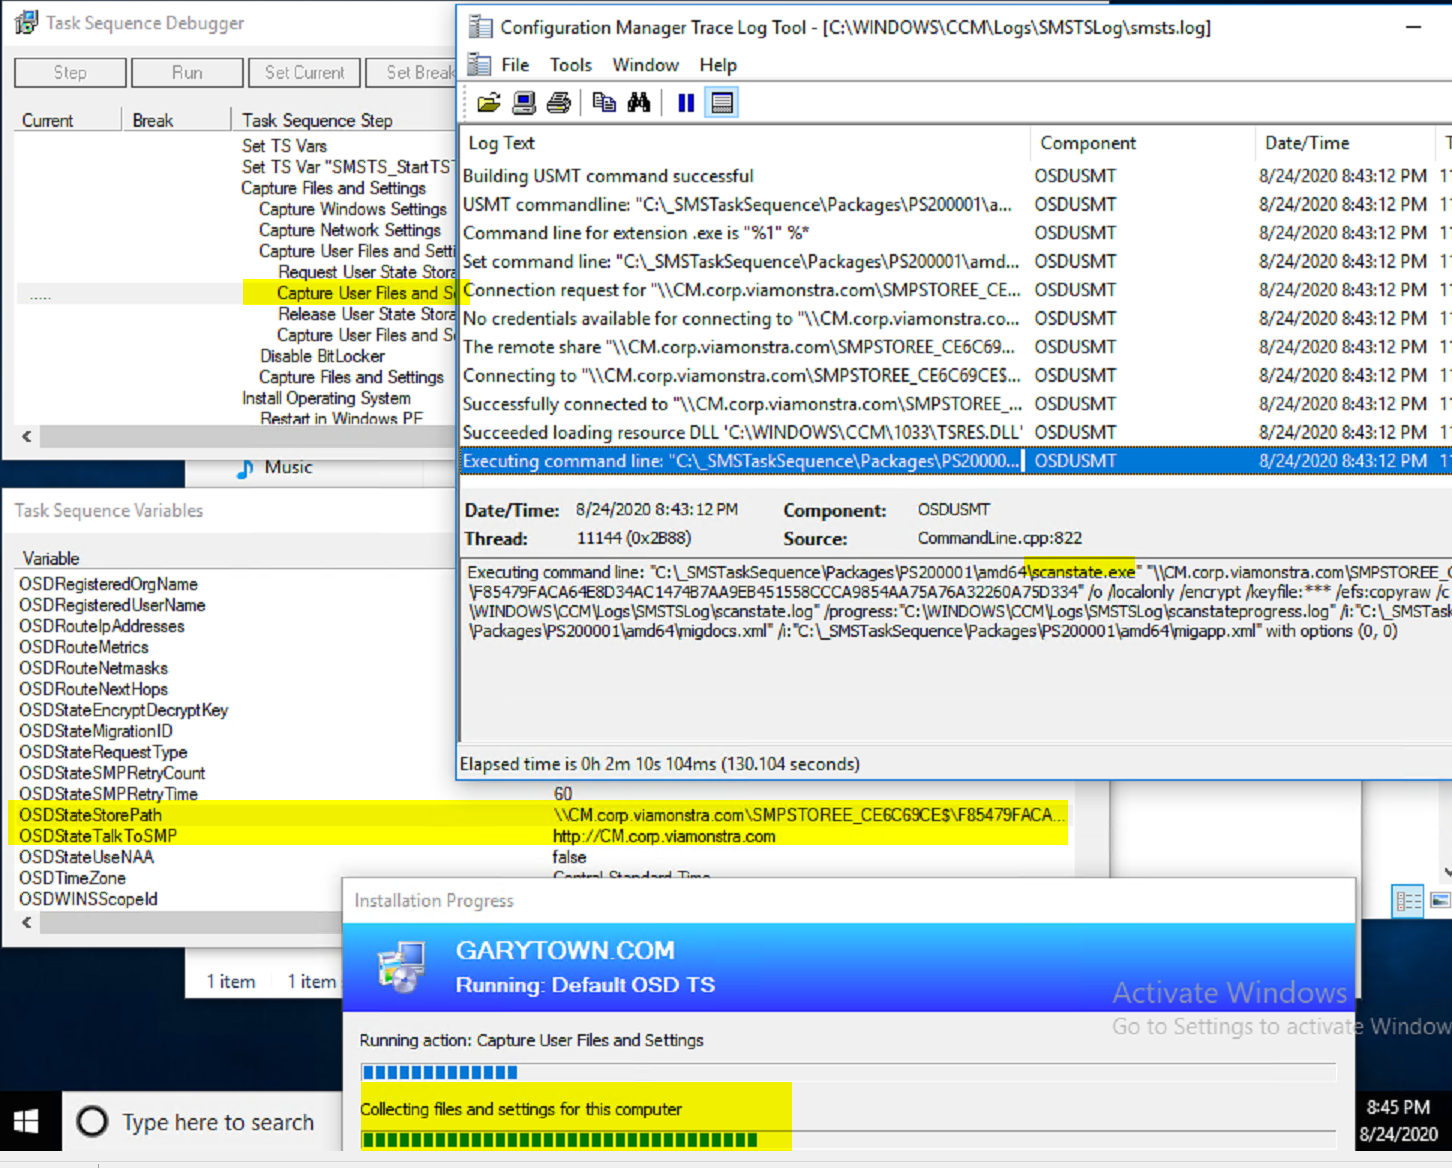 Task Sequence Debugger
Step Run Set Current Set Break
Current Break Task Sequence Step
Set TS Vars
Set TS Var "SMSTS_StartTST
Capture Files and Settings
Capture Windows Settings
Capture Network Settings
Capture User Files and Setti
Request User State Stora
..... Capture User Files and Se
Release User State Stora
Capture User Files and S
Disable BitLocker
Capture Files and Settings
Install Operating System
Restart in Windows PE
Music
Configuration Manager Trace Log Tool - [C:\WINDOWS\CCM\Logs\SMSTSLog\smsts.log]
File Tools Window Help
Log Text Component Date/Time
Building USMT command successful OSDUSMT 8/24/2020 8:43:12 PM
USMT commandline: "C:\_SMSTaskSequence\Packages\PS200001\a... OSDUSMT 8/24/2020 8:43:12 PM
Command line for extension .exe is "%1" %* OSDUSMT 8/24/2020 8:43:12 PM
Set command line: "C:\_SMSTaskSequence\Packages\PS200001\amd... OSDUSMT 8/24/2020 8:43:12 PM
Connection request for "\\CM.corp.viamonstra.com\SMPSTOREE_CE... OSDUSMT 8/24/2020 8:43:12 PM
No credentials available for connecting to "\\CM.corp.viamonstra.co... OSDUSMT 8/24/2020 8:43:12 PM
The remote share "\\CM.corp.viamonstra.com\SMPSTOREE_CE6C69... OSDUSMT 8/24/2020 8:43:12 PM
Connecting to "\\CM.corp.viamonstra.com\SMPSTOREE_CE6C69CE$... OSDUSMT 8/24/2020 8:43:12 PM
Successfully connected to "\\CM.corp.viamonstra.com\SMPSTOREE_... OSDUSMT 8/24/2020 8:43:12 PM
Succeeded loading resource DLL 'C:\WINDOWS\CCM\1033\TSRES.DLL' OSDUSMT 8/24/2020 8:43:12 PM
Executing command line: "C:\_SMSTaskSequence\Packages\PS20000... OSDUSMT 8/24/2020 8:43:12 PM
Date/Time: 8/24/2020 8:43:12 PM Component: OSDUSMT
Thread: 11144 (0x2B88) Source: CommandLine.cpp:822
Executing command line: "C:\_SMSTaskSequence\Packages\PS200001\amd64\scanstate.exe" "\\CM.corp.viamonstra.com\SMPSTOREE_C
\F85479FACA64E8D34AC1474B7AA9EB451558CCCA9854AA75A76A32260A75D334" /o /localonly /encrypt /keyfile:*** /efs:copyraw /c
\WINDOWS\CCM\Logs\SMSTSLog\scanstate.log" /progress:"C:\WINDOWS\CCM\Logs\SMSTSLog\scanstateprogress.log" /i:"C:\_SMSTask
\Packages\PS200001\amd64\migdocs.xml" /i:"C:\_SMSTaskSequence\Packages\PS200001\amd64\migapp.xml" with options (0, 0)
Elapsed time is 0h 2m 10s 104ms (130.104 seconds)
Task Sequence Variables
Variable
OSDRegisteredOrgName
OSDRegisteredUserName
OSDRouteIpAddresses
OSDRouteMetrics
OSDRouteNetmasks
OSDRouteNextHops
OSDStateEncryptDecryptKey
OSDStateMigrationID
OSDStateRequestType
OSDStateSMPRetryCount
OSDStateSMPRetryTime 60
OSDStateStorePath \\CM.corp.viamonstra.com\SMPSTOREE_CE6C69CE$\F85479FACA...
OSDStateTalkToSMP http://CM.corp.viamonstra.com
OSDStateUseNAA false
OSDTimeZone Central Standard Time
OSDWINSScopeId
1 item 1 item
Installation Progress
GARYTOWN.COM
Running: Default OSD TS
Running action: Capture User Files and Settings
Collecting files and settings for this computer
Activate Windows
Go to Settings to activate Window
Type here to search
8:45 PM
8/24/2020